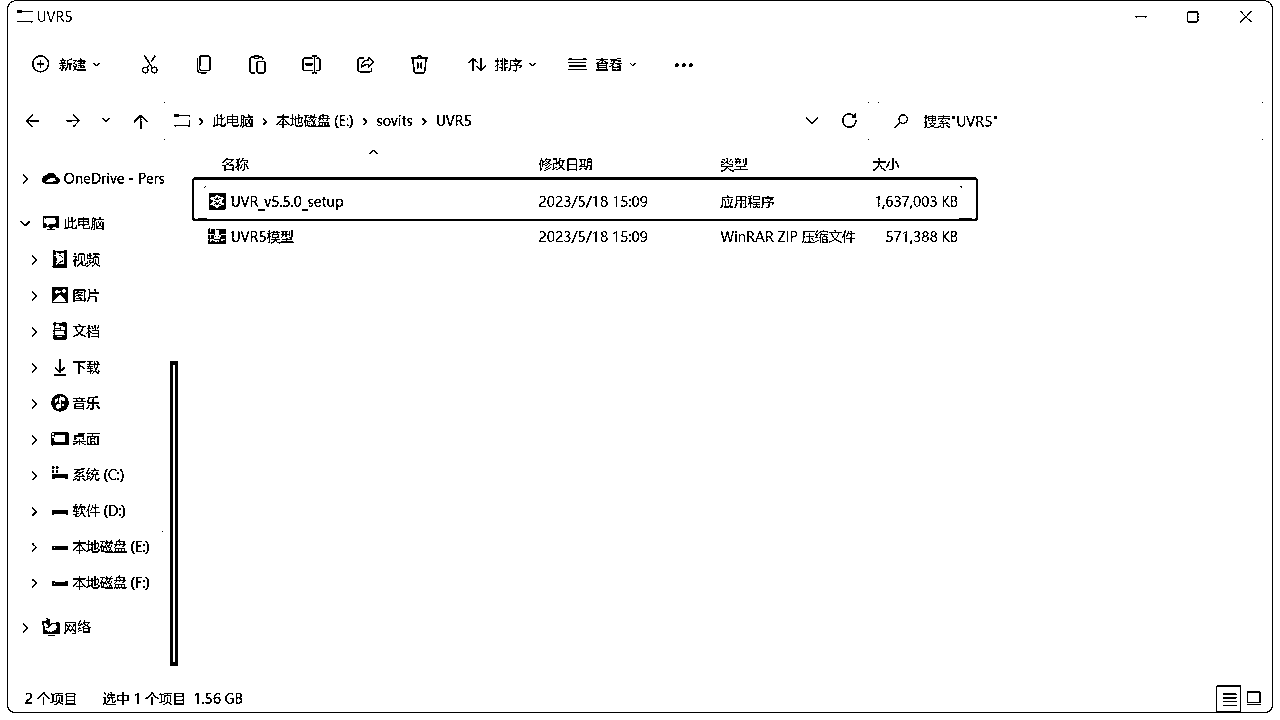 UVR5
新建 排序 查看
此电脑 本地磁盘 (E:) sovits UVR5 搜索"UVR5"
名称 修改日期 类型 大小
OneDrive - Pers
UVR_v5.5.0_setup 2023/5/18 15:09 应用程序 1,637,003 KB
此电脑
UVR5模型 2023/5/18 15:09 WinRAR ZIP 压缩文件 571,388 KB
视频
图片
文档
下载
音乐
桌面
系统 (C:)
软件 (D:)
本地磁盘 (E:)
本地磁盘 (F:)
网络
2 个项目 选中 1 个项目 1.56 GB